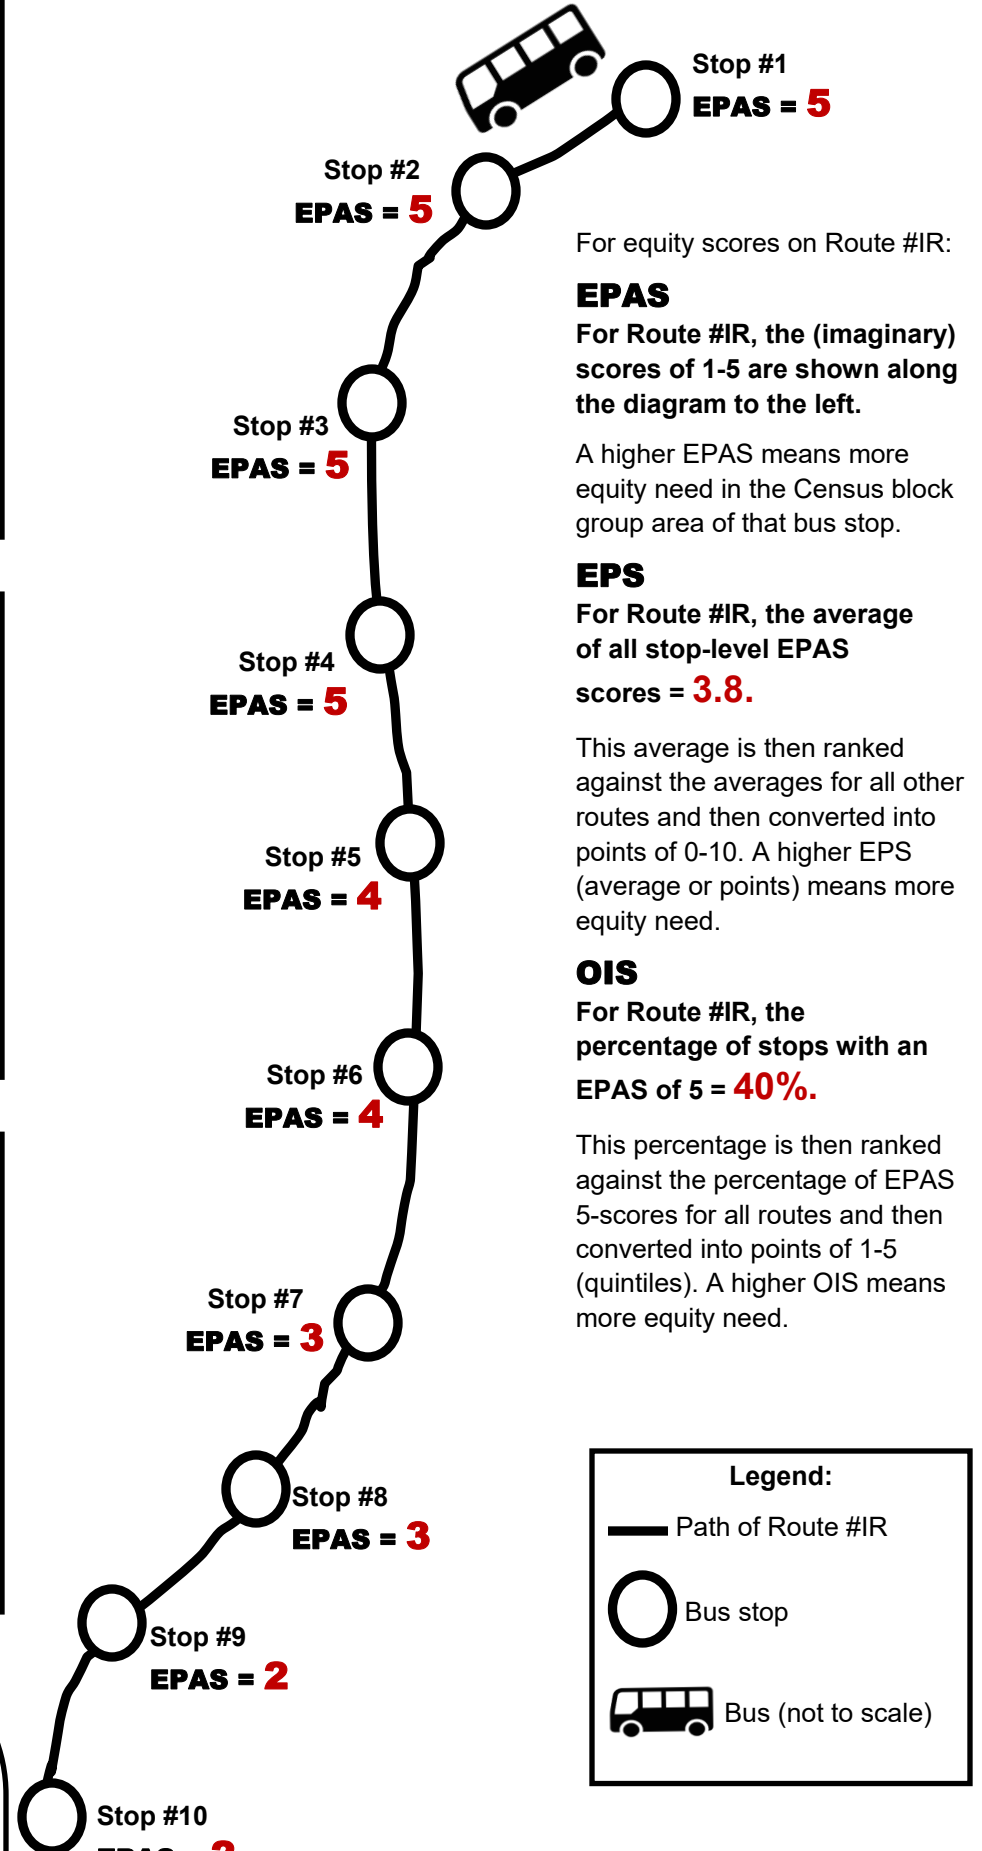 Stop #1
EPAS = 5
Stop #2
EPAS = 5
For equity scores on Route #IR:
EPAS
For Route #IR, the (imaginary)
scores of 1-5 are shown along
the diagram to the left.
Stop #3
EPAS = 5
A higher EPAS means more
equity need in the Census block
group area of that bus stop.
EPS
For Route #IR, the average
of all stop-level EPAS
scores = 3.8.
Stop #4
EPAS = 5
This average is then ranked
against the averages for all other
routes and then converted into
points of 0-10. A higher EPS
(average or points) means more
equity need.
Stop #5
EPAS = 4
OIS
For Route #IR, the
percentage of stops with an
EPAS of 5 = 40%.
Stop #6
EPAS = 4
This percentage is then ranked
against the percentage of EPAS
5-scores for all routes and then
converted into points of 1-5
(quintiles). A higher OIS means
more equity need.
Stop #7
EPAS = 3
Stop #8
EPAS = 3
Legend:
Path of Route #IR
Bus stop
Bus (not to scale)
Stop #9
EPAS = 2
Stop #10
EPAS =